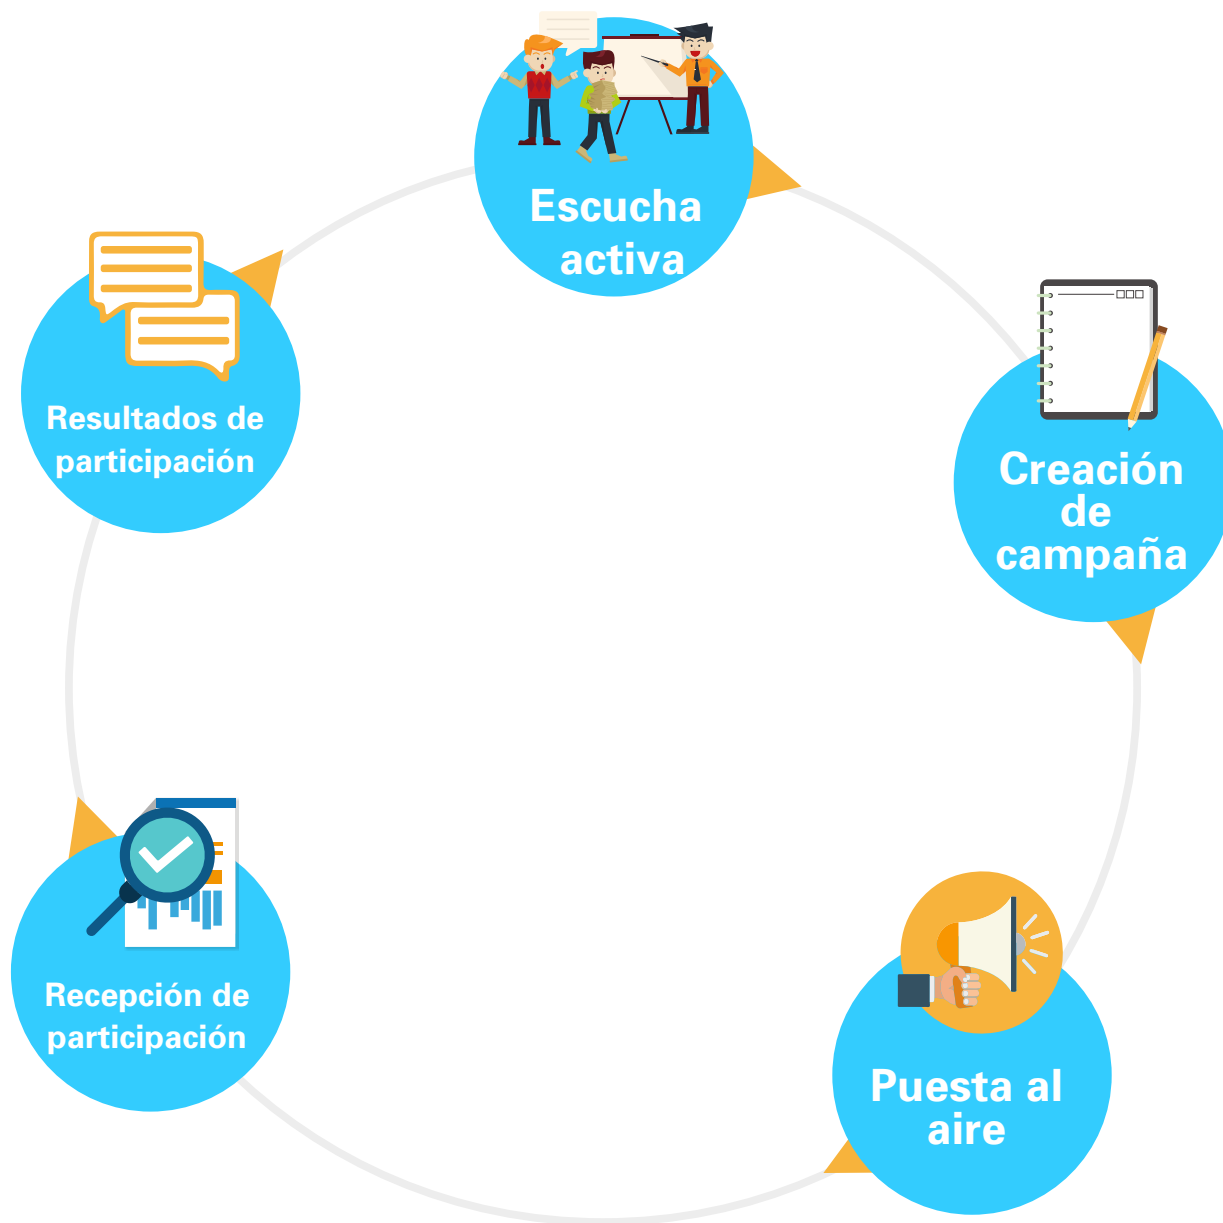 Escucha
activa
Creación
de
campaña
Puesta al
aire
Recepción de
participación
Resultados de
participación